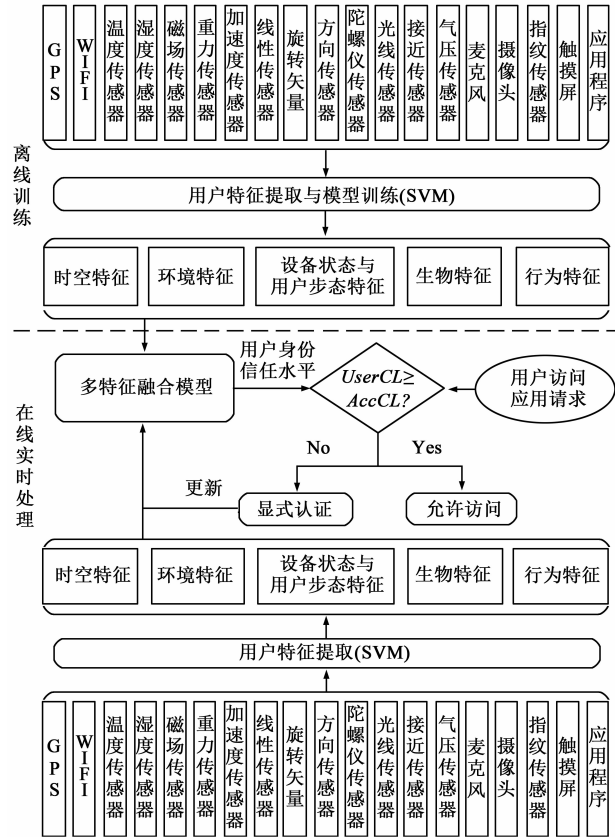 GPS
WIFI
温度传感器
湿度传感器
磁场传感器
重力传感器
加速度传感器
线性传感器
旋转矢量
方向传感器
陀螺仪传感器
光线传感器
接近传感器
气压传感器
麦克风
摄像头
指纹传感器
触摸屏
应用程序
离线训练
用户特征提取与模型训练(SVM)
时空特征
环境特征
设备状态与
用户步态特征
生物特征
行为特征
多特征融合模型
用户身份
信任水平
UserCL≥
AccCL?
用户访问
应用请求
在线实时处理
No
Yes
更新
显式认证
允许访问
时空特征
环境特征
设备状态与
用户步态特征
生物特征
行为特征
用户特征提取(SVM)
GPS
WIFI
温度传感器
湿度传感器
磁场传感器
重力传感器
加速度传感器
线性传感器
旋转矢量
方向传感器
陀螺仪传感器
光线传感器
接近传感器
气压传感器
麦克风
摄像头
指纹传感器
触摸屏
应用程序